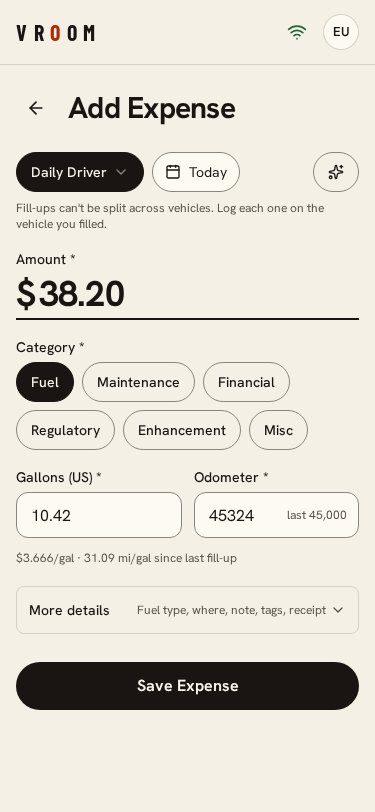 VROOM
EU
Add Expense
Daily Driver
Today
Fill-ups can't be split across vehicles. Log each one on the
vehicle you filled.
Amount *
$38.20
Category *
Fuel Maintenance Financial
Regulatory Enhancement Misc
Gallons (US) * Odometer *
10.42 45324 last 45,000
$3.666/gal · 31.09 mi/gal since last fill-up
More details Fuel type, where, note, tags, receipt
Save Expense